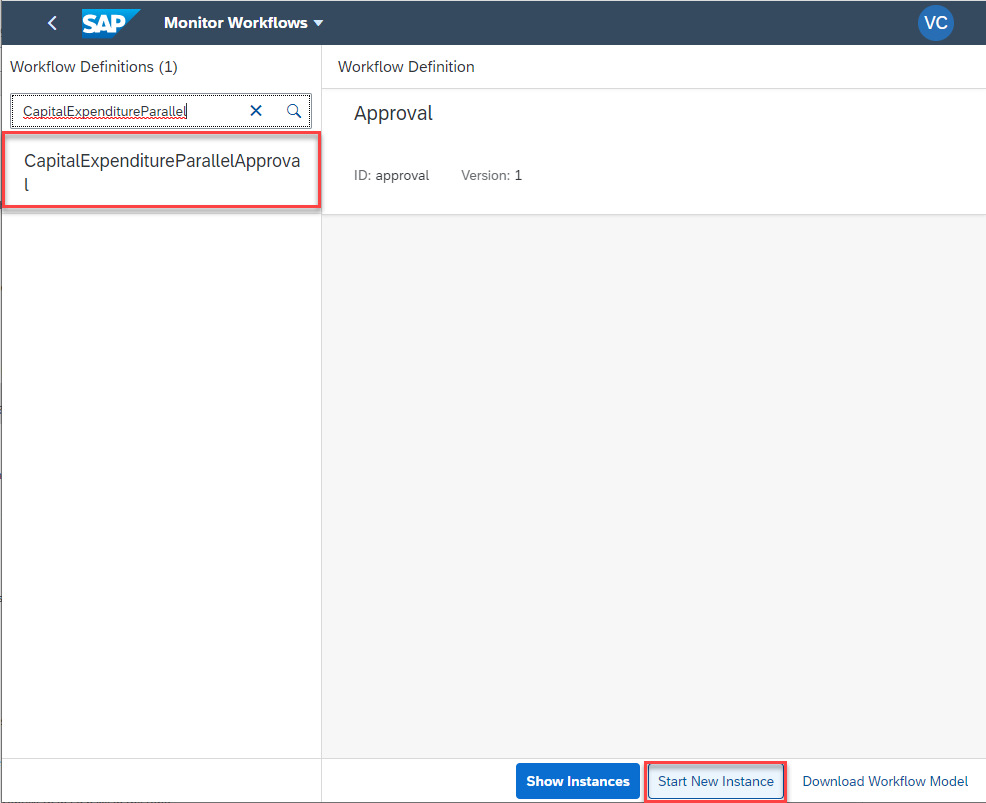 SAP Monitor Workflows VC
Workflow Definitions (1)
CapitalExpenditureParallel
CapitalExpenditureParallelApprova
l
Workflow Definition
Approval
ID: approval Version: 1
Show Instances Start New Instance Download Workflow Model